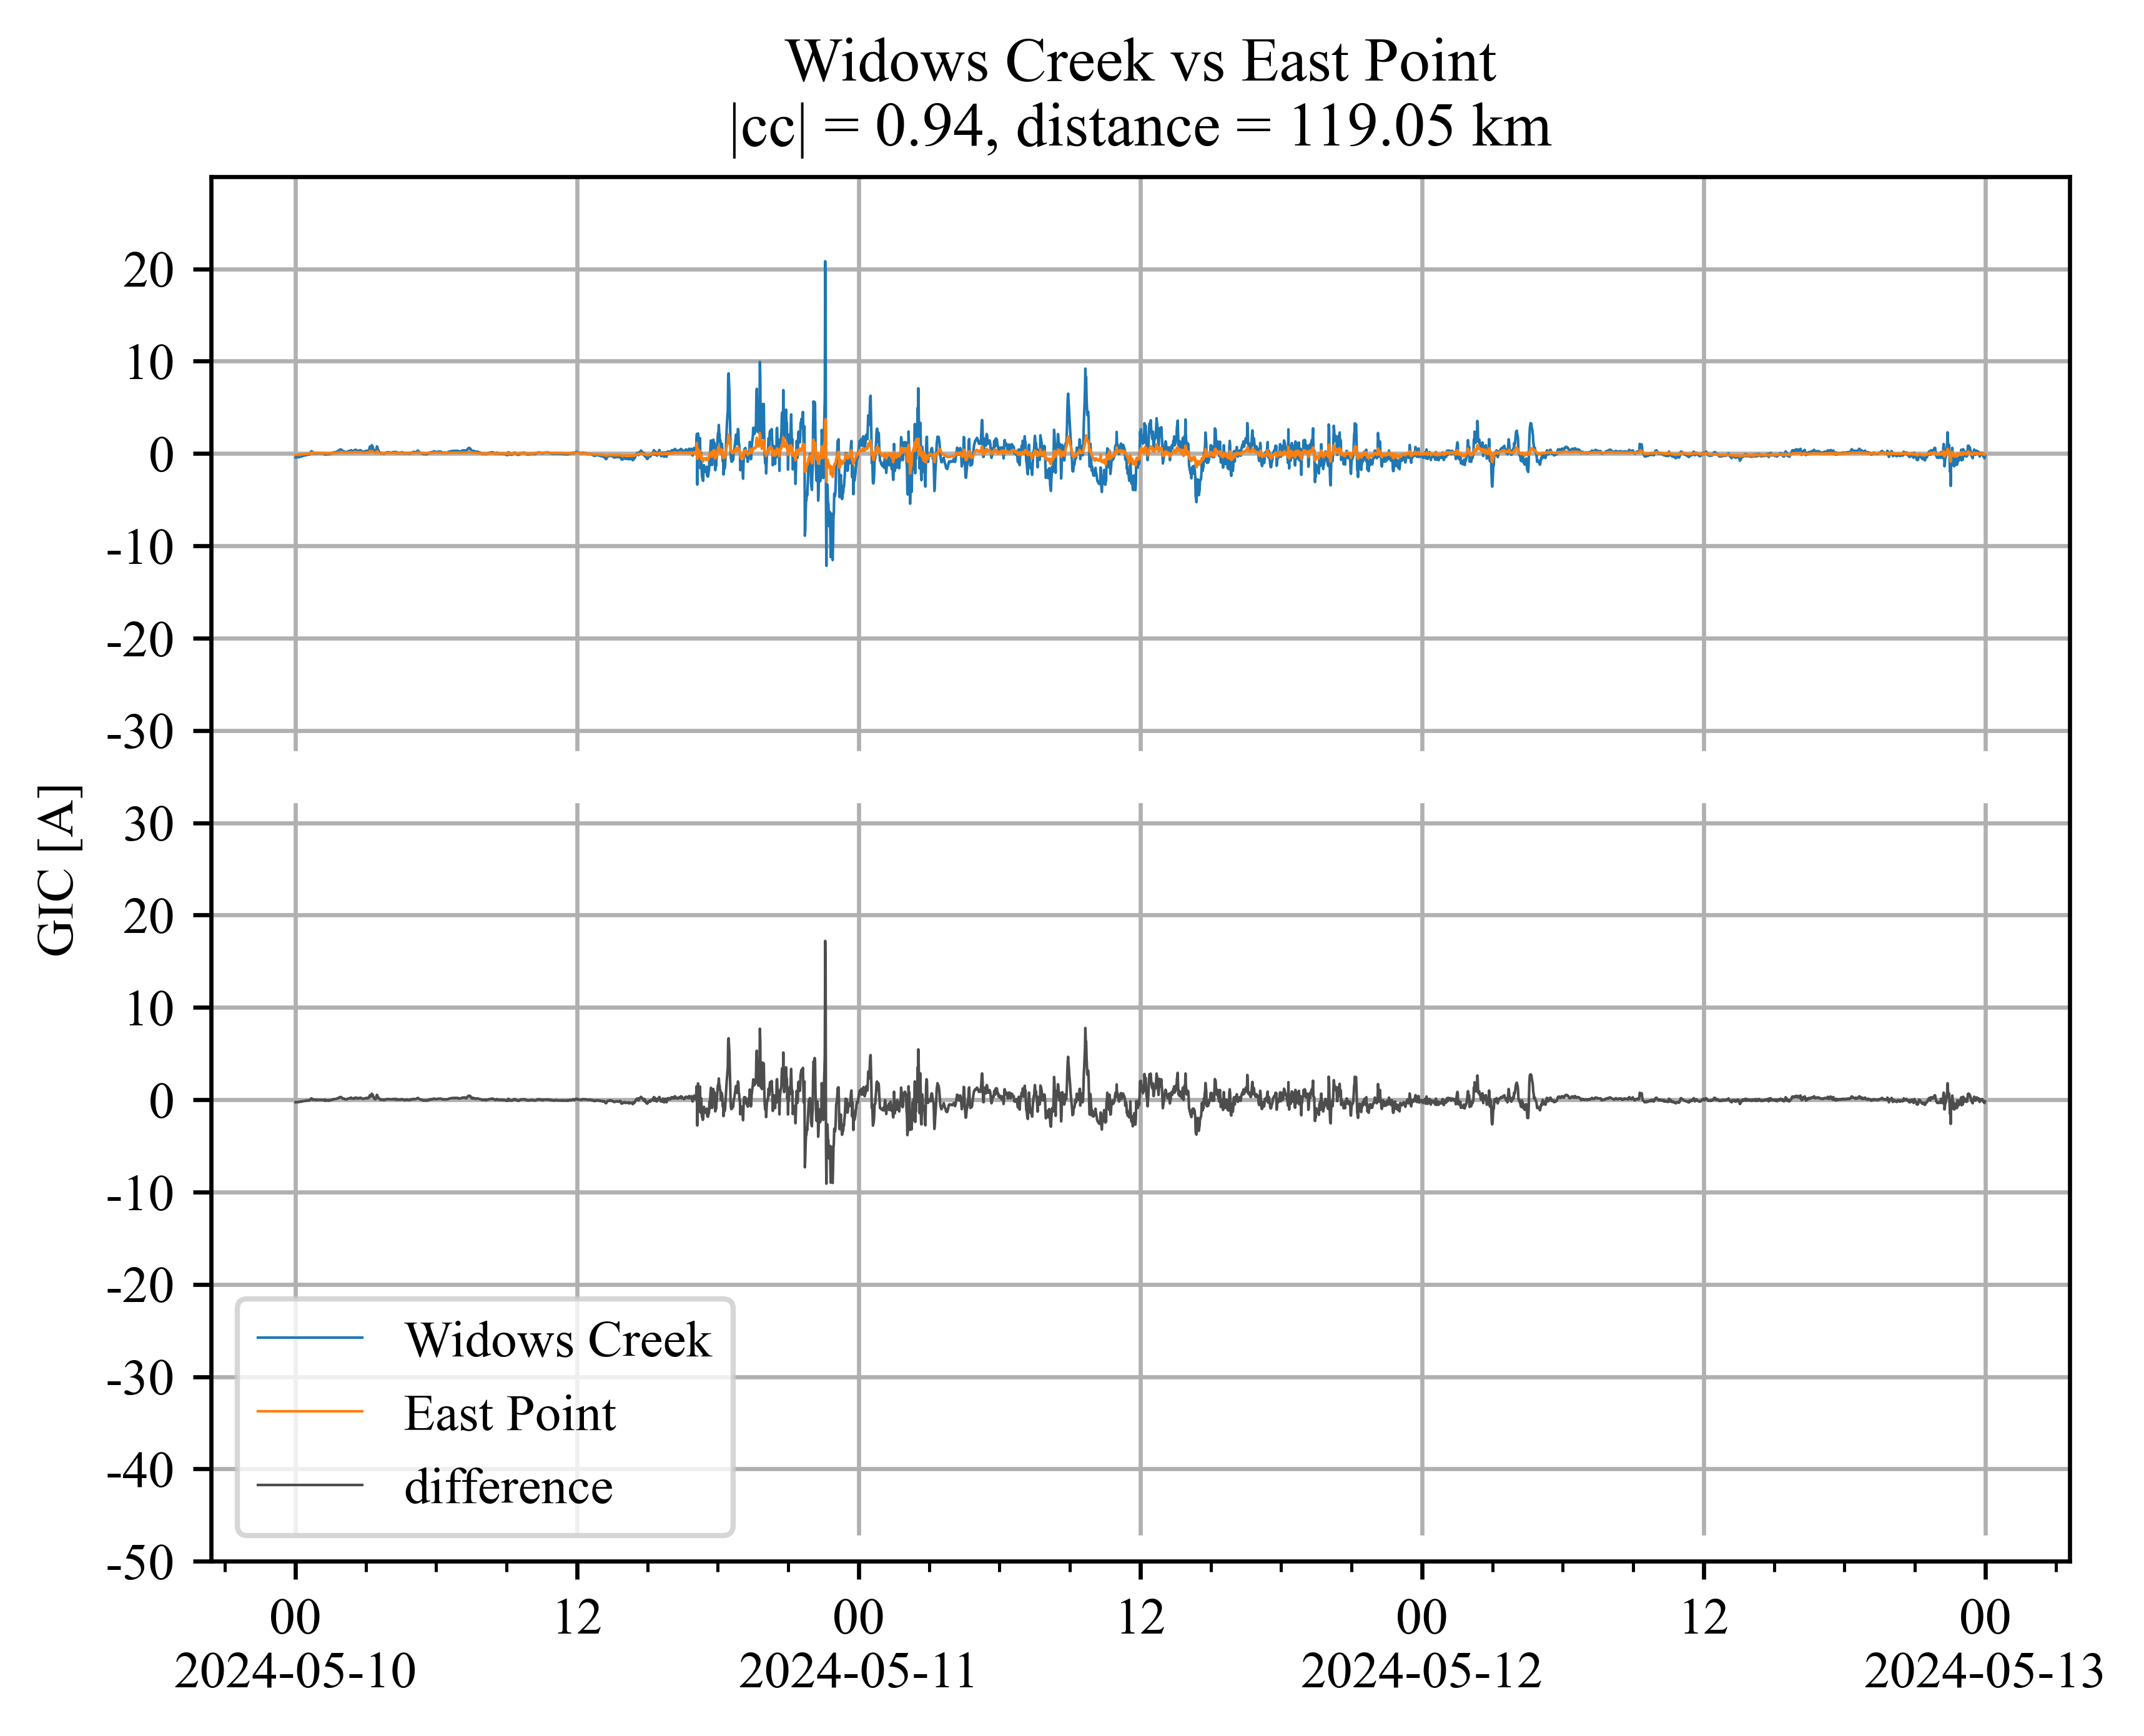 Widows Creek vs East Point
|cc| = 0.94, distance = 119.05 km
GIC [A]
20
10
0
-10
-20
-30
30
20
10
0
-10
-20
-30
-40
-50
Widows Creek
East Point
difference
00 12 00 12 00 12 00
2024-05-10 2024-05-11 2024-05-12 2024-05-13